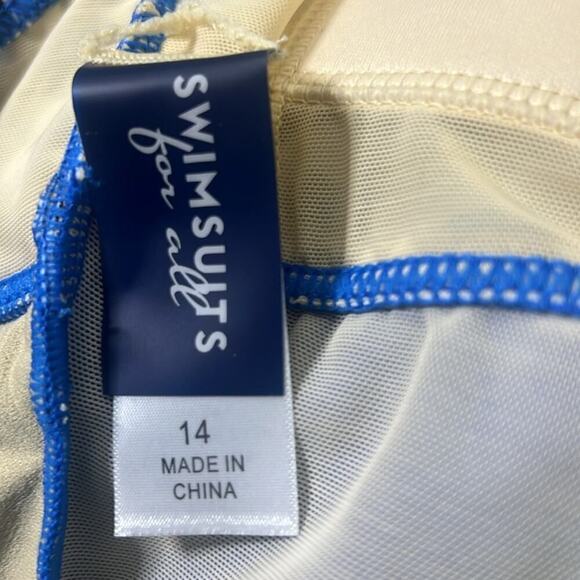 SWIMSUITS
for all
14
MADE IN
CHINA